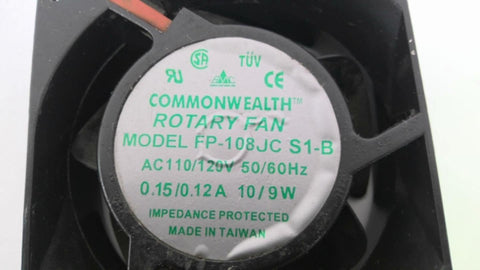 TÜV
COMMONWEALTH™
ROTARY FAN
MODEL FP-108JC S1-B
AC110/120V 50/60Hz
0.15/0.12A 10/9W
IMPEDANCE PROTECTED
MADE IN TAIWAN